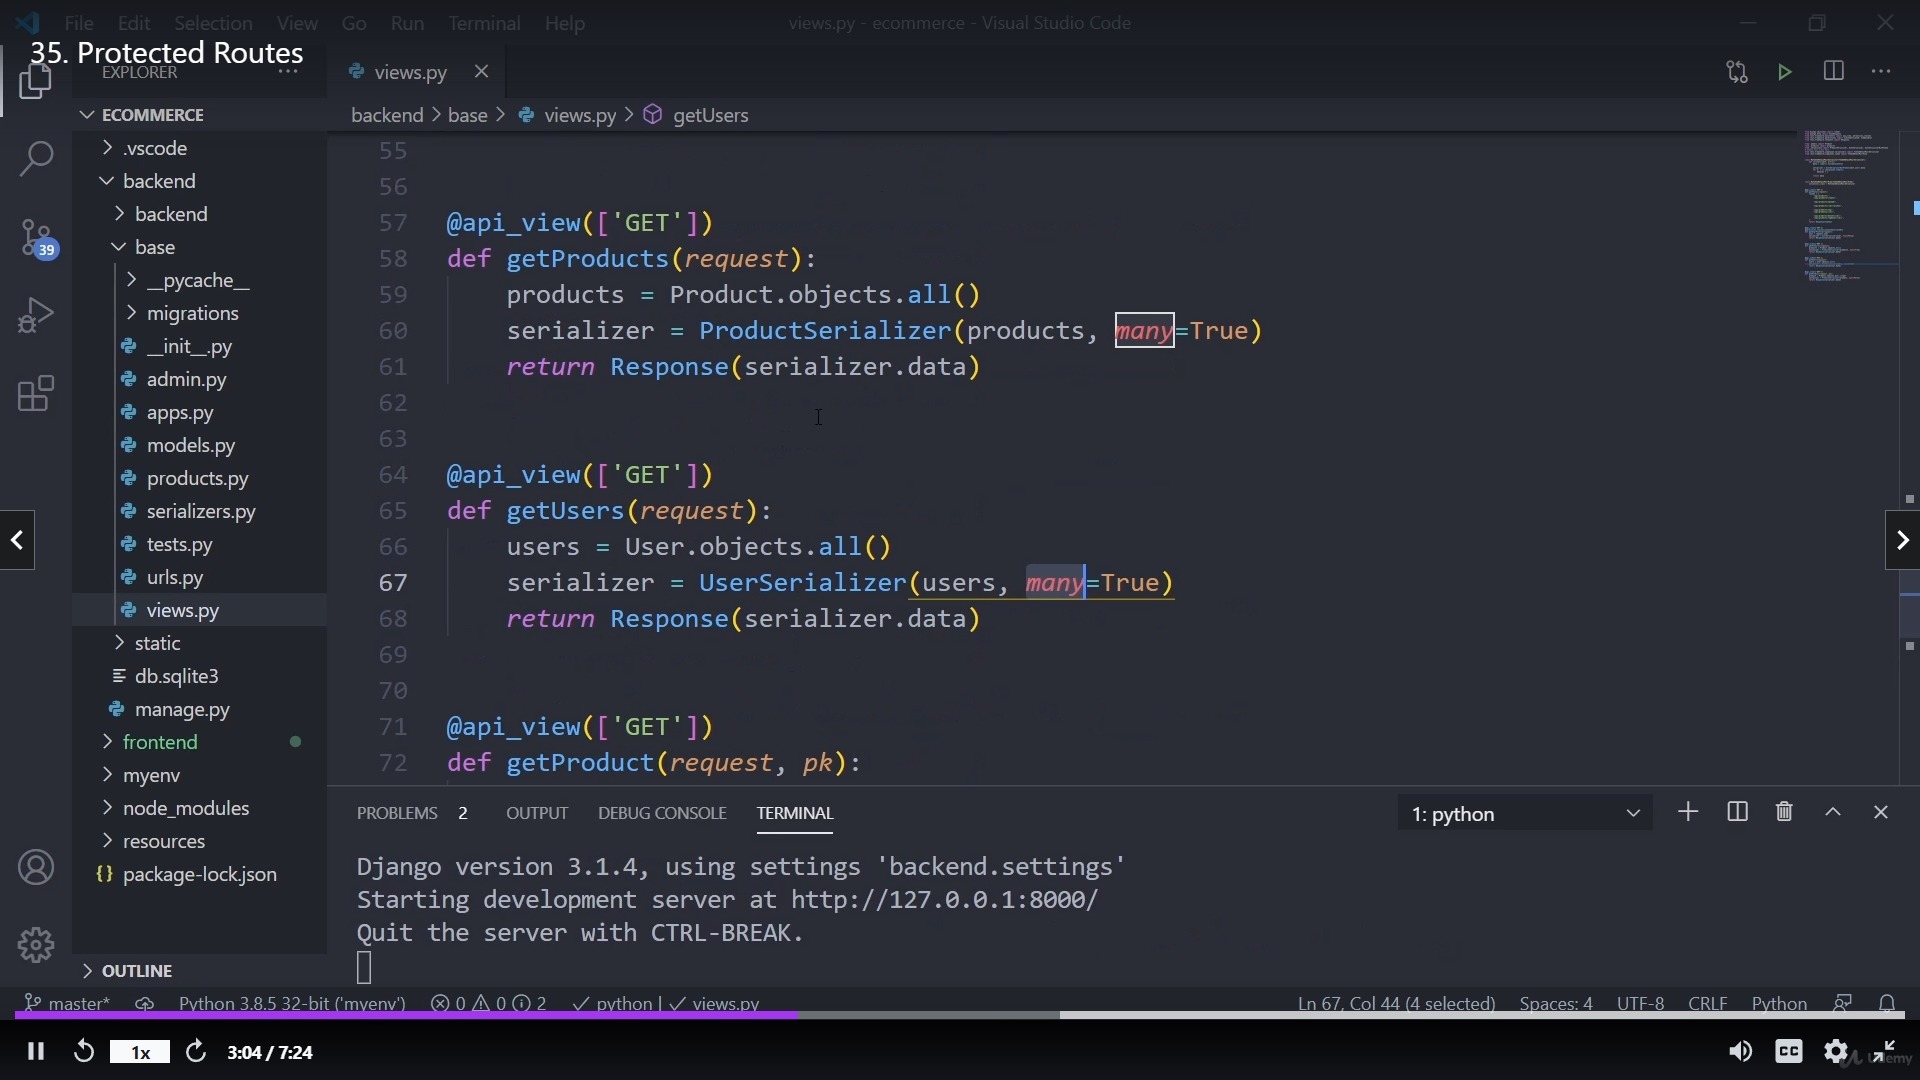 File Edit Selection View Go Run Terminal Help
views.py - ecommerce - Visual Studio Code
35. Protected Routes
EXPLORER
views.py
ECOMMERCE
backend > base > views.py > getUsers
.vscode
backend
backend
base
__pycache__
migrations
__init__.py
admin.py
apps.py
models.py
products.py
serializers.py
tests.py
urls.py
views.py
static
db.sqlite3
manage.py
frontend
myenv
node_modules
resources
package-lock.json
OUTLINE
39
55
56
57 @api_view(['GET'])
58 def getProducts(request):
59 products = Product.objects.all()
60 serializer = ProductSerializer(products, many=True)
61 return Response(serializer.data)
62
63
64 @api_view(['GET'])
65 def getUsers(request):
66 users = User.objects.all()
67 serializer = UserSerializer(users, many=True)
68 return Response(serializer.data)
69
70
71 @api_view(['GET'])
72 def getProduct(request, pk):
PROBLEMS 2 OUTPUT DEBUG CONSOLE TERMINAL
1: python
Django version 3.1.4, using settings 'backend.settings'
Starting development server at http://127.0.0.1:8000/
Quit the server with CTRL-BREAK.
master* Python 3.8.5 32-bit ('myenv') 0 0 2 python | views.py
Ln 67, Col 44 (4 selected) Spaces: 4 UTF-8 CRLF Python
1x 3:04 / 7:24
CC
Udemy